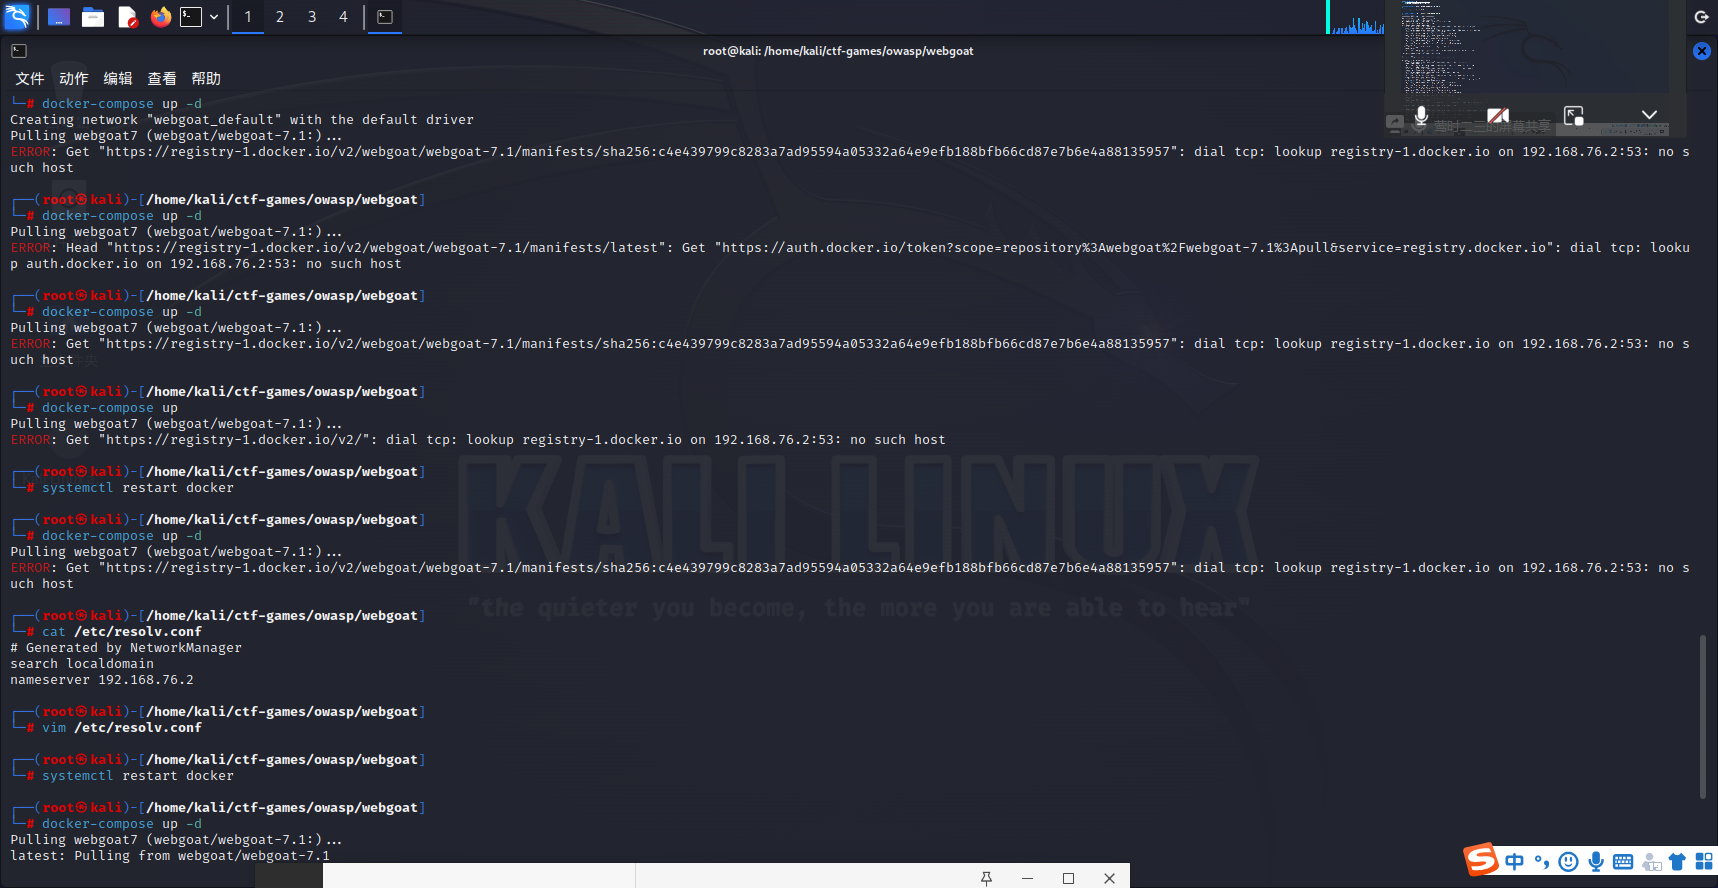 1 2 3 4
root@kali: /home/kali/ctf-games/owasp/webgoat
文件 动作 编辑 查看 帮助
└─# docker-compose up -d
Creating network "webgoat_default" with the default driver
Pulling webgoat7 (webgoat/webgoat-7.1:)...
ERROR: Get "https://registry-1.docker.io/v2/webgoat/webgoat-7.1/manifests/sha256:c4e439799c8283a7ad95594a05332a64e9efb188bfb66cd87e7b6e4a88135957": dial tcp: lookup registry-1.docker.io on 192.168.76.2:53: no s
uch host
┌──(root㉿kali)-[/home/kali/ctf-games/owasp/webgoat]
└─# docker-compose up -d
Pulling webgoat7 (webgoat/webgoat-7.1:)...
ERROR: Head "https://registry-1.docker.io/v2/webgoat/webgoat-7.1/manifests/latest": Get "https://auth.docker.io/token?scope=repository%3Awebgoat%2Fwebgoat-7.1%3Apull&service=registry.docker.io": dial tcp: looku
p auth.docker.io on 192.168.76.2:53: no such host
┌──(root㉿kali)-[/home/kali/ctf-games/owasp/webgoat]
└─# docker-compose up -d
Pulling webgoat7 (webgoat/webgoat-7.1:)...
ERROR: Get "https://registry-1.docker.io/v2/webgoat/webgoat-7.1/manifests/sha256:c4e439799c8283a7ad95594a05332a64e9efb188bfb66cd87e7b6e4a88135957": dial tcp: lookup registry-1.docker.io on 192.168.76.2:53: no s
uch host
┌──(root㉿kali)-[/home/kali/ctf-games/owasp/webgoat]
└─# docker-compose up
Pulling webgoat7 (webgoat/webgoat-7.1:)...
ERROR: Get "https://registry-1.docker.io/v2/": dial tcp: lookup registry-1.docker.io on 192.168.76.2:53: no such host
┌──(root㉿kali)-[/home/kali/ctf-games/owasp/webgoat]
└─# systemctl restart docker
┌──(root㉿kali)-[/home/kali/ctf-games/owasp/webgoat]
└─# docker-compose up -d
Pulling webgoat7 (webgoat/webgoat-7.1:)...
ERROR: Get "https://registry-1.docker.io/v2/webgoat/webgoat-7.1/manifests/sha256:c4e439799c8283a7ad95594a05332a64e9efb188bfb66cd87e7b6e4a88135957": dial tcp: lookup registry-1.docker.io on 192.168.76.2:53: no s
uch host
┌──(root㉿kali)-[/home/kali/ctf-games/owasp/webgoat]
└─# cat /etc/resolv.conf
# Generated by NetworkManager
search localdomain
nameserver 192.168.76.2
┌──(root㉿kali)-[/home/kali/ctf-games/owasp/webgoat]
└─# vim /etc/resolv.conf
┌──(root㉿kali)-[/home/kali/ctf-games/owasp/webgoat]
└─# systemctl restart docker
┌──(root㉿kali)-[/home/kali/ctf-games/owasp/webgoat]
└─# docker-compose up -d
Pulling webgoat7 (webgoat/webgoat-7.1:)...
latest: Pulling from webgoat/webgoat-7.1
KALI LINUX
"the quieter you become, the more you are able to hear"
的屏幕共享
中